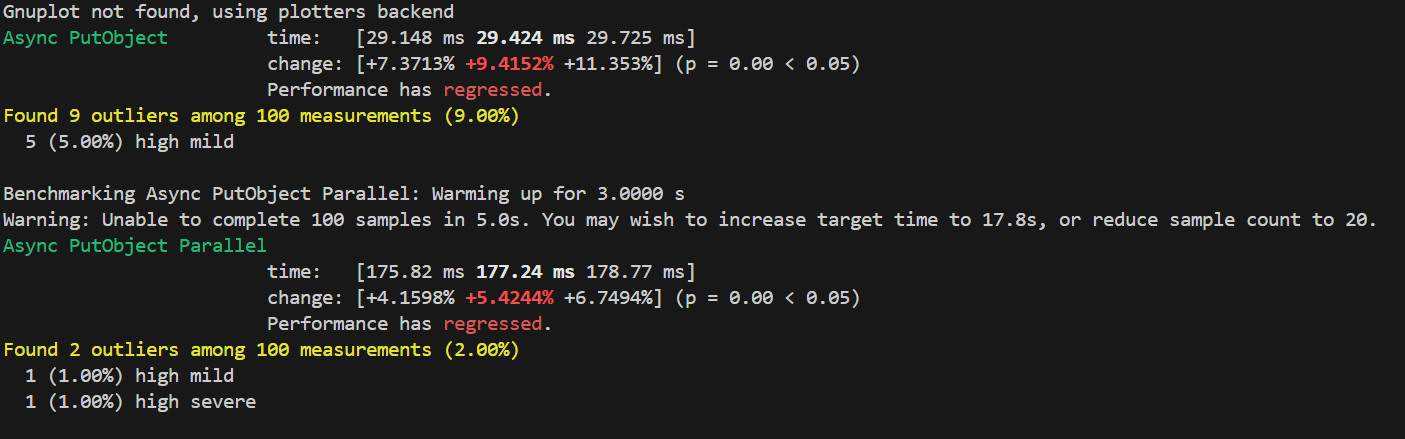 Gnuplot not found, using plotters backend
Async PutObject         time:   [29.148 ms 29.424 ms 29.725 ms]
                        change: [+7.3713% +9.4152% +11.353%] (p = 0.00 < 0.05)
                        Performance has regressed.
Found 9 outliers among 100 measurements (9.00%)
  5 (5.00%) high mild
Benchmarking Async PutObject Parallel: Warming up for 3.0000 s
Warning: Unable to complete 100 samples in 5.0s. You may wish to increase target time to 17.8s, or reduce sample count to 20.
Async PutObject Parallel
                        time:   [175.82 ms 177.24 ms 178.77 ms]
                        change: [+4.1598% +5.4244% +6.7494%] (p = 0.00 < 0.05)
                        Performance has regressed.
Found 2 outliers among 100 measurements (2.00%)
  1 (1.00%) high mild
  1 (1.00%) high severe